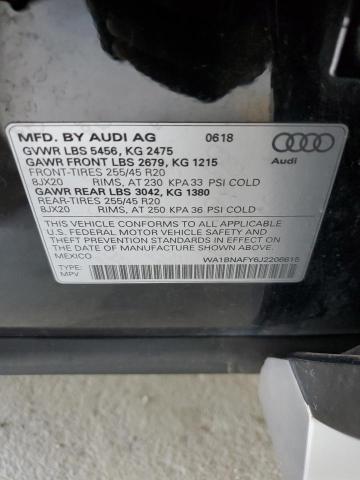 MFD. BY AUDI AG 0618
GVWR LBS 5456, KG 2475
GAWR FRONT LBS 2679, KG 1215
FRONT-TIRES 255/45 R20
8JX20 RIMS, AT 230 KPA 33 PSI COLD
GAWR REAR LBS 3042, KG 1380
REAR-TIRES 255/45 R20
8JX20 RIMS, AT 250 KPA 36 PSI COLD
Audi
THIS VEHICLE CONFORMS TO ALL APPLICABLE
U.S. FEDERAL MOTOR VEHICLE SAFETY AND
THEFT PREVENTION STANDARDS IN EFFECT ON THE
DATE OF MANUFACTURE SHOWN ABOVE.
MEXICO
TYPE: WA1BNAFY6J2206615
MPV